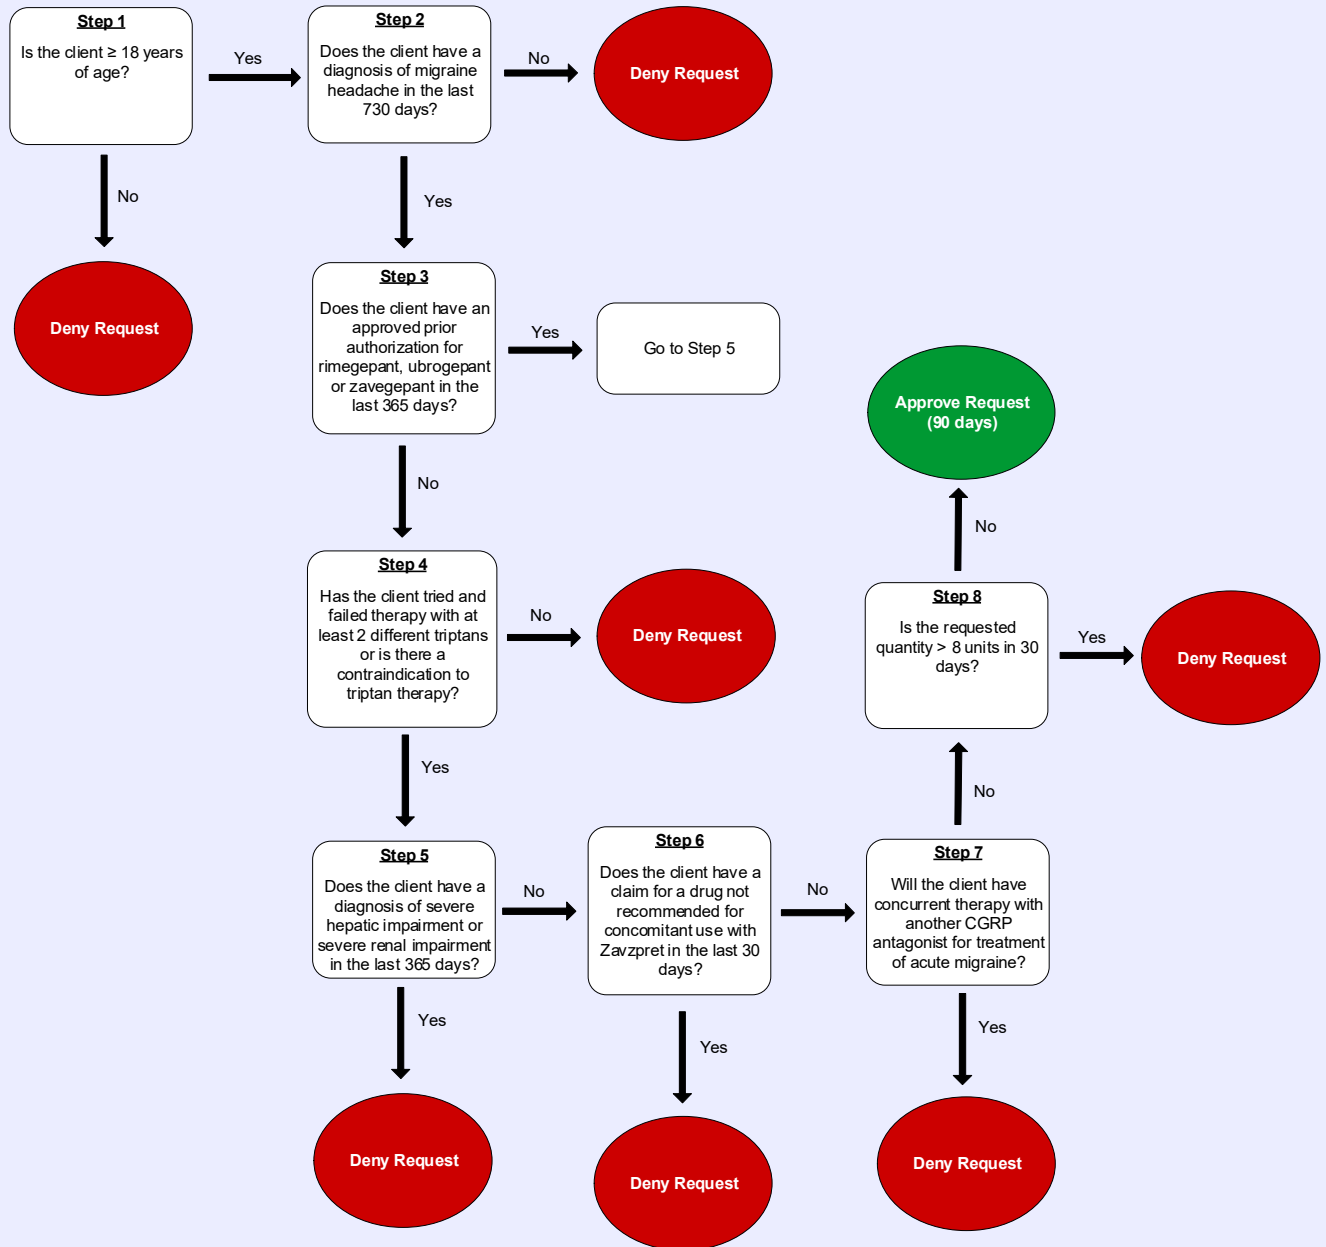 Step 1
Is the client ≥ 18 years
of age?
Yes
Step 2
Does the client have a
diagnosis of migraine
headache in the last
730 days?
No
Deny Request
No
Deny Request
Yes
Step 3
Does the client have an
approved prior
authorization for
rimegepant, ubrogepant
or zavegepant in the
last 365 days?
Yes
Go to Step 5
No
Step 4
Has the client tried and
failed therapy with at
least 2 different triptans
or is there a
contraindication to
triptan therapy?
No
Deny Request
Yes
Step 5
Does the client have a
diagnosis of severe
hepatic impairment or
severe renal impairment
in the last 365 days?
Yes
Deny Request
No
Step 6
Does the client have a
claim for a drug not
recommended for
concomitant use with
Zavzpret in the last 30
days?
Yes
Deny Request
No
Step 7
Will the client have
concurrent therapy with
another CGRP
antagonist for treatment
of acute migraine?
Yes
Deny Request
No
Step 8
Is the requested
quantity > 8 units in 30
days?
Yes
Deny Request
No
Approve Request
(90 days)